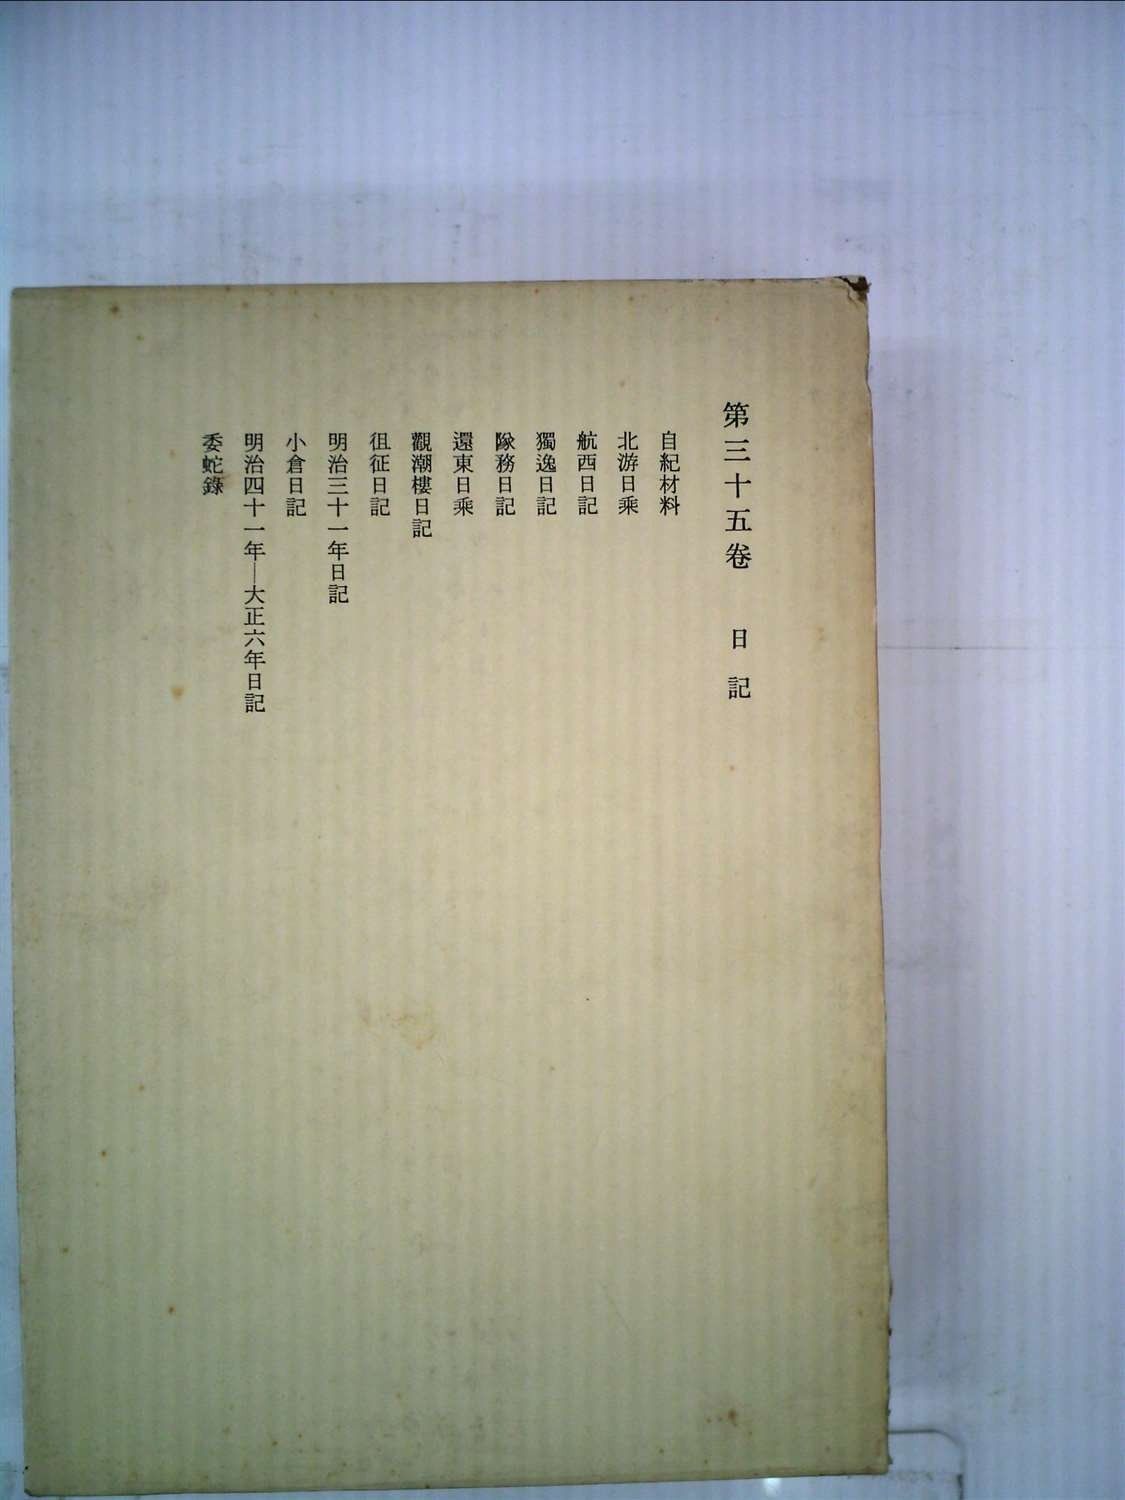 第三十五卷　日記
自紀材料
北游日乘
航西日記
獨逸日記
隊務日記
還東日乘
觀潮樓日記
徂征日記
明治三十一年日記
小倉日記
明治四十一年―大正六年日記
委蛇錄